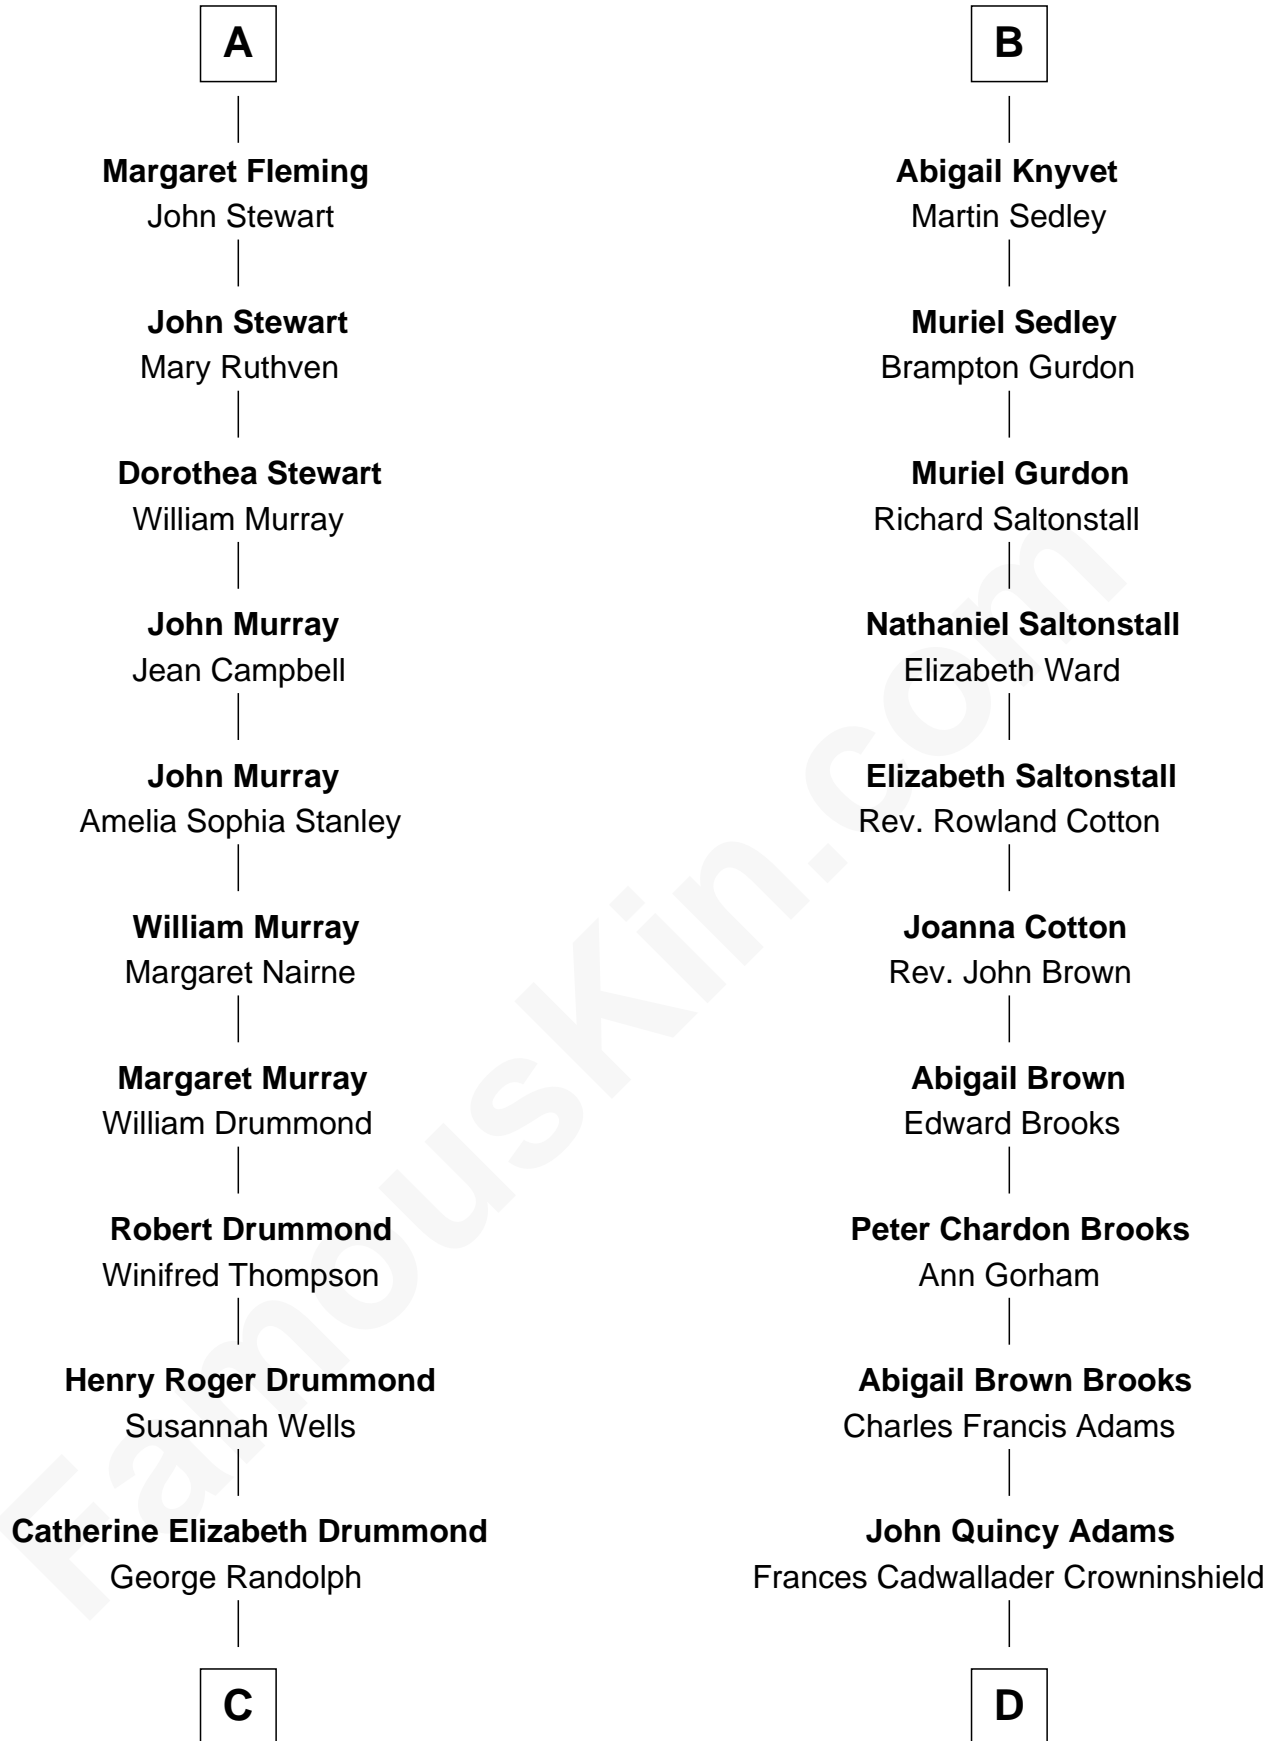 A
Margaret Fleming
John Stewart
John Stewart
Mary Ruthven
Dorothea Stewart
William Murray
John Murray
Jean Campbell
John Murray
Amelia Sophia Stanley
William Murray
Margaret Nairne
Margaret Murray
William Drummond
Robert Drummond
Winifred Thompson
Henry Roger Drummond
Susannah Wells
Catherine Elizabeth Drummond
George Randolph
C
B
Abigail Knyvet
Martin Sedley
Muriel Sedley
Brampton Gurdon
Muriel Gurdon
Richard Saltonstall
Nathaniel Saltonstall
Elizabeth Ward
Elizabeth Saltonstall
Rev. Rowland Cotton
Joanna Cotton
Rev. John Brown
Abigail Brown
Edward Brooks
Peter Chardon Brooks
Ann Gorham
Abigail Brown Brooks
Charles Francis Adams
John Quincy Adams
Frances Cadwallader Crowninshield
D
FamousKin.com